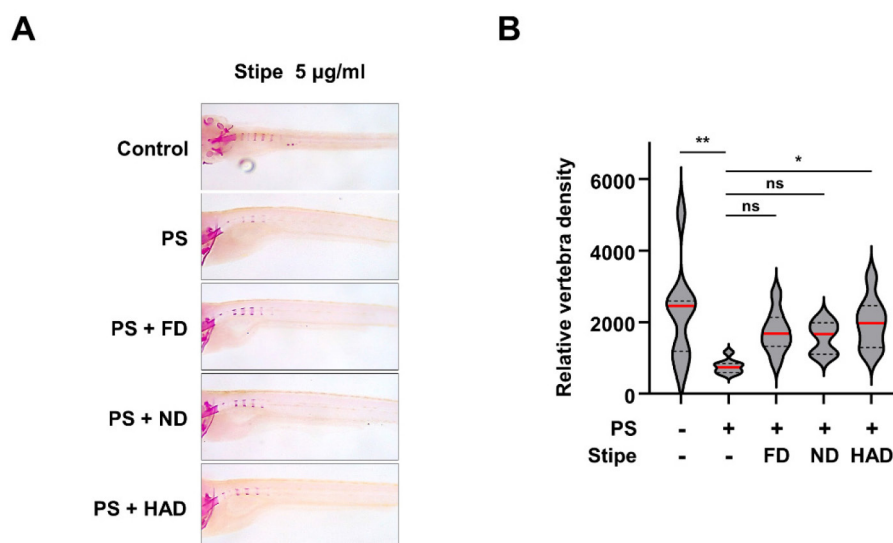 A
Stipe 5 µg/ml
Control
PS
PS + FD
PS + ND
PS + HAD
B
Relative vertebra density
6000
4000
2000
0
**
*
ns
ns
PS - + + + +
Stipe - - FD ND HAD